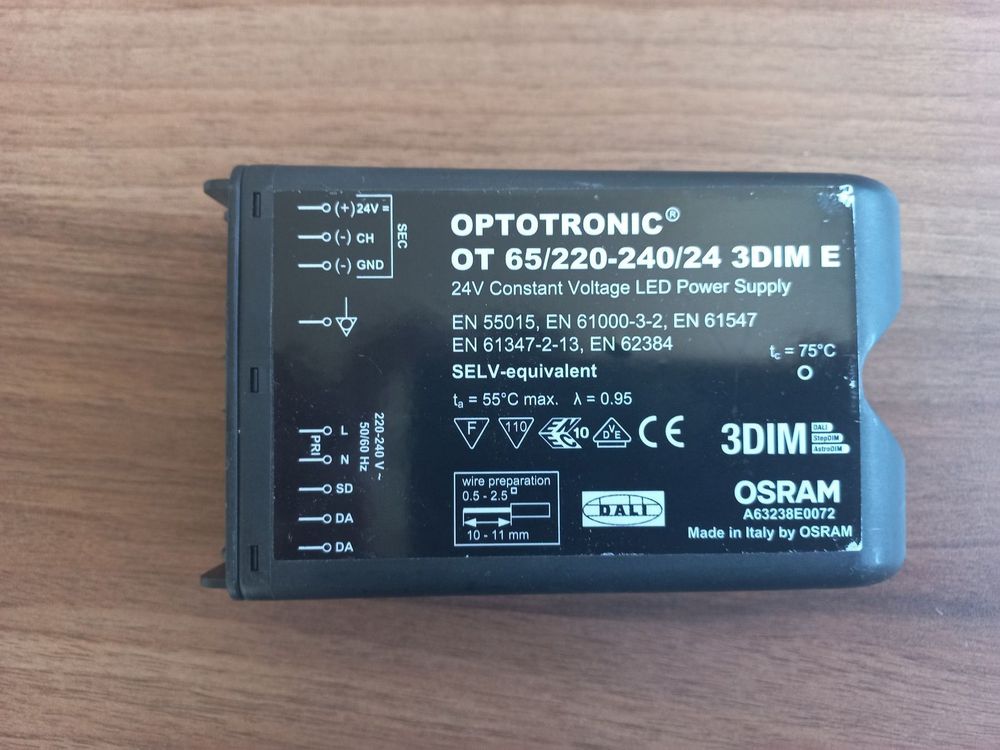 (+) 24V =
(-) CH
(-) GND
SEC
L
N
SD
DA
DA
PRI
220-240 V ~
50/60 Hz
OPTOTRONIC®
OT 65/220-240/24 3DIM E
24V Constant Voltage LED Power Supply
EN 55015, EN 61000-3-2, EN 61547
EN 61347-2-13, EN 62384
SELV-equivalent
tc = 75°C
ta = 55°C max. λ = 0.95
F
110
ENEC 10
VDE
CE
3DIM
DALI
StepDIM
AstroDIM
wire preparation
0.5 - 2.5
10 - 11 mm
DALI
OSRAM
A63238E0072
Made in Italy by OSRAM